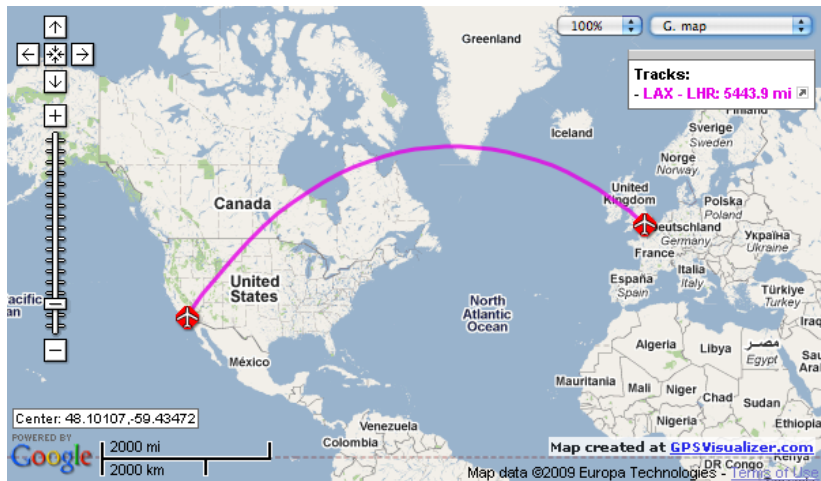 Greenland
100%
G. map
Tracks:
- LAX - LHR: 5443.9 mi
Iceland
Sverige
Sweden
Norge
Norway
Canada
United
Kingdom
Polska
Poland
Deutschland
Germany
Україна
Ukraine
France
United
States
España
Spain
Italia
Italy
Türkiye
Turkey
North
Atlantic
Ocean
México
Algeria
Libya
مصر
Egypt
Mauritania
Mali
Niger
Chad
Sudan
Nigeria
Ethiopia
Center: 48.10107,-59.43472
Venezuela
Colombia
POWERED BY
Google
2000 mi
2000 km
Map created at GPSVisualizer.com
Map data ©2009 Europa Technologies - Terms of Use
DR Congo